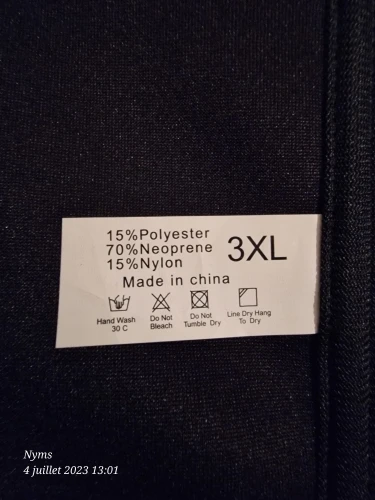 15%Polyester
70%Neoprene
15%Nylon
3XL
Made in china
Hand Wash
30 C
Do Not
Bleach
Do Not
Tumble Dry
Line Dry Hang
To Dry
Nyms
4 juillet 2023 13:01